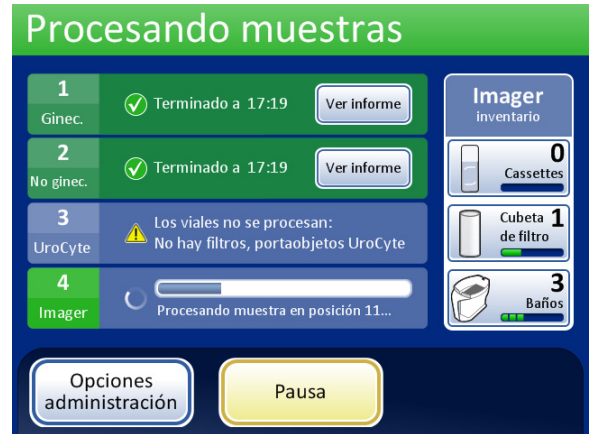 Procesando muestras
1
Ginec.
Terminado a 17:19
Ver informe
2
No ginec.
Terminado a 17:19
Ver informe
3
UroCyte
Los viales no se procesan:
No hay filtros, portaobjetos UroCyte
4
Imager
Procesando muestra en posición 11...
Imager
inventario
0
Cassettes
Cubeta 1
de filtro
3
Baños
Opciones
administración
Pausa